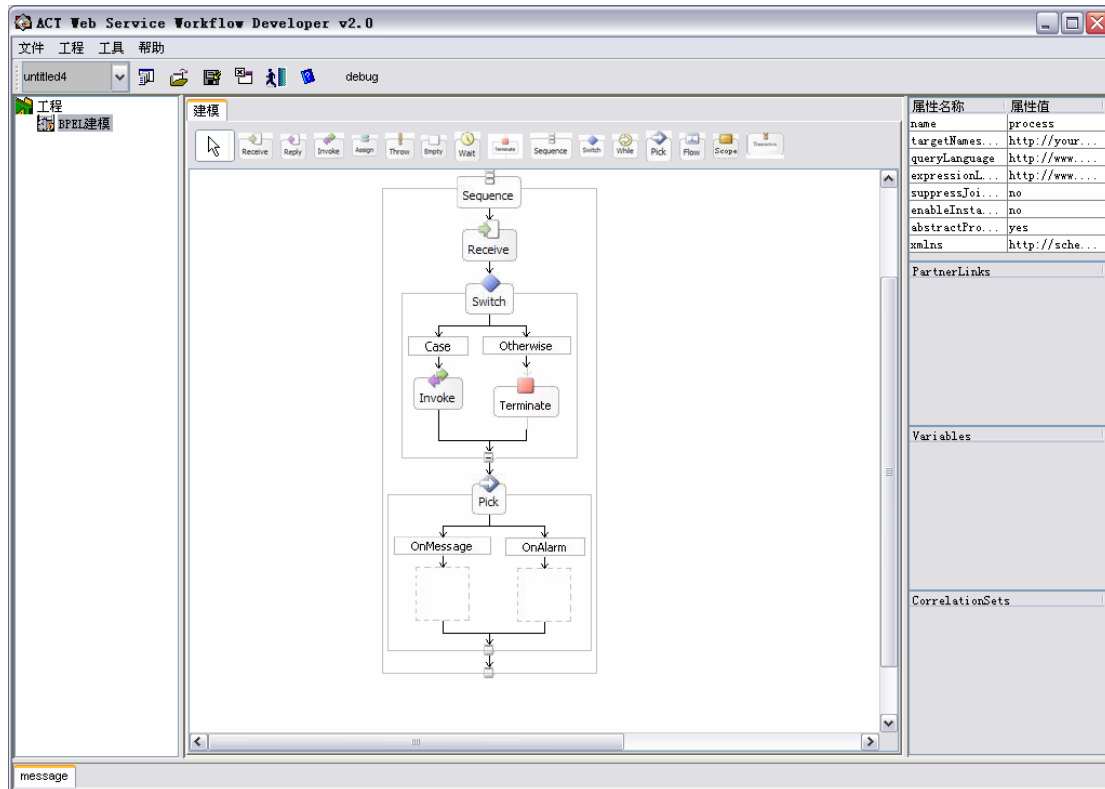 ACT Web Service Workflow Developer v2.0
文件 工程 工具 帮助
untitled4 debug
工程
BPEL建模
建模
Receive Reply Invoke Assign Throw Empty Wait Terminate Sequence Switch While Pick Flow Scope
Sequence
Receive
Switch
Case Otherwise
Invoke Terminate
Pick
OnMessage OnAlarm
属性名称 属性值
name process
targetNames... http://your...
queryLanguage http://www....
expressionL... http://www....
suppressJoi... no
enableInsta... no
abstractPro... yes
xmlns http://sche...
PartnerLinks
Variables
CorrelationSets
message